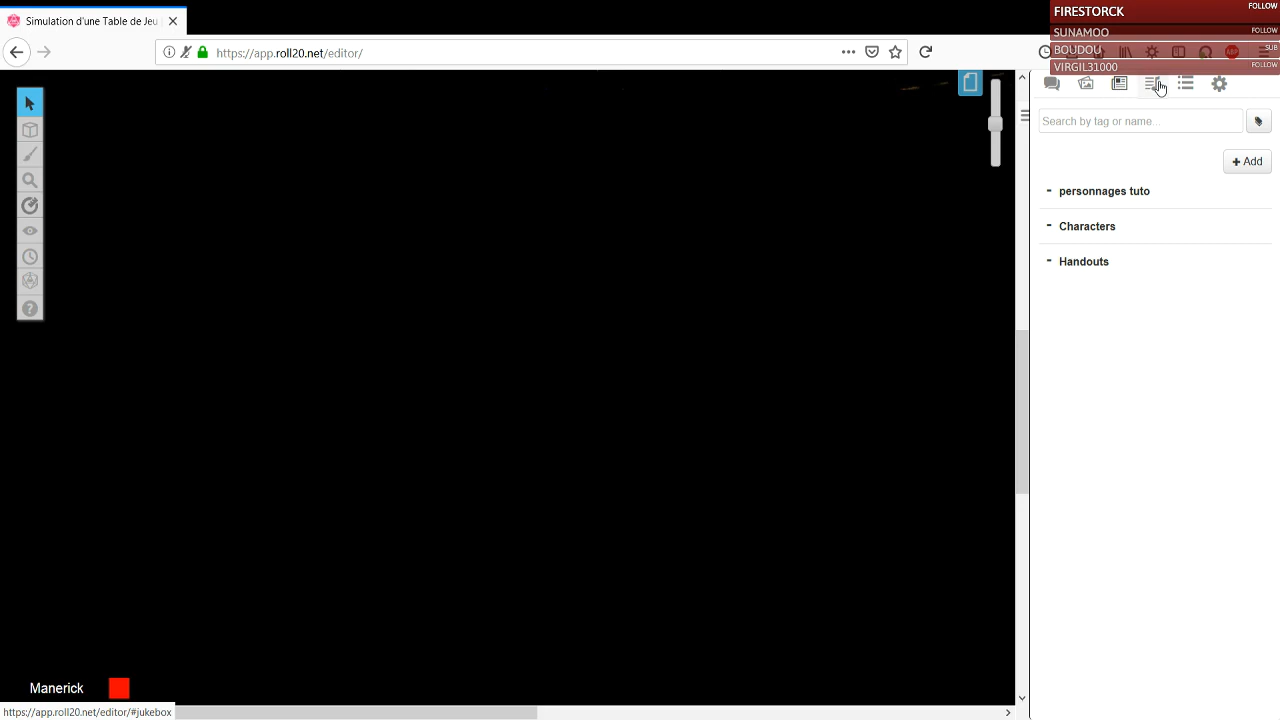 Simulation d'une Table de Jeu
FIRESTORCK FOLLOW
SUNAMOO FOLLOW
BOUDOU SUB
VIRGIL31000 FOLLOW
https://app.roll20.net/editor/
Search by tag or name...
+ Add
- personnages tuto
- Characters
- Handouts
Manerick
https://app.roll20.net/editor/#jukebox